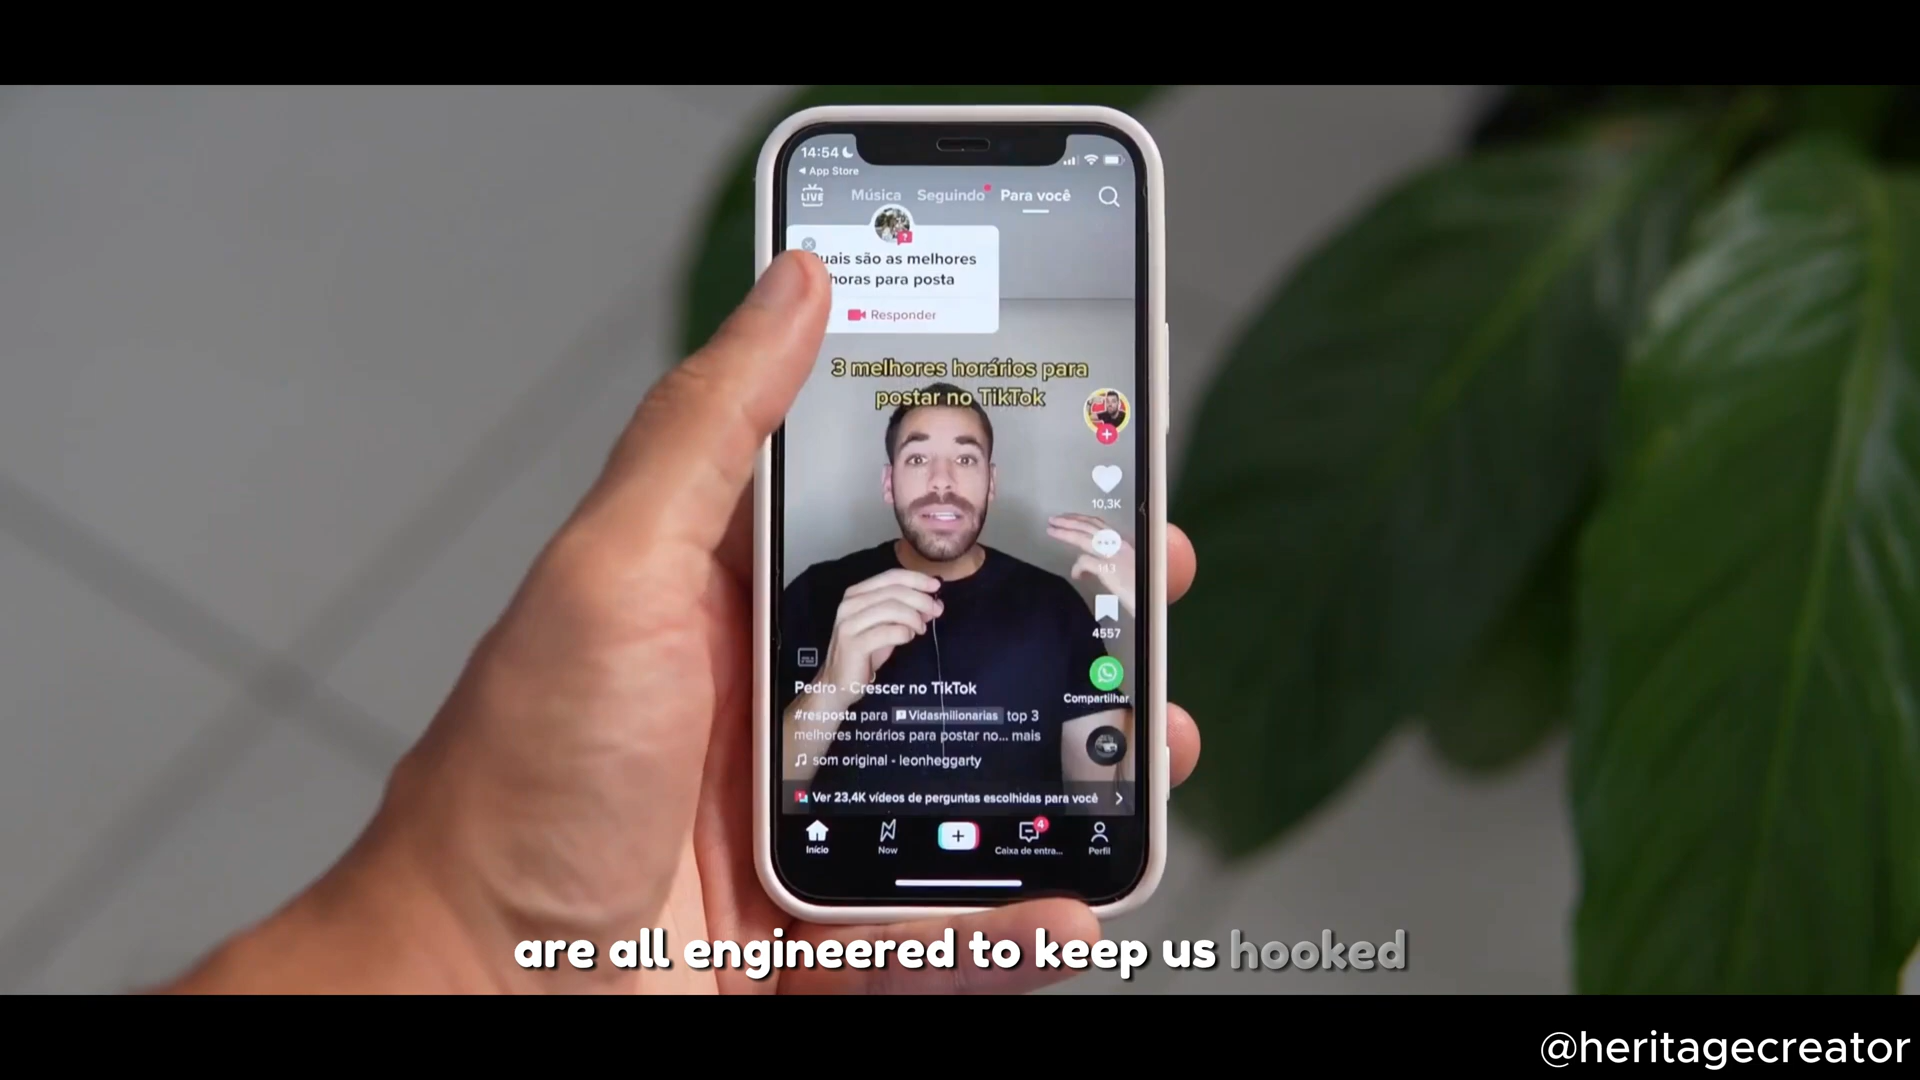 14:54
App Store
LIVE
Música Seguindo Para você
uais são as melhores
horas para posta
Responder
3 melhores horários para
postar no TikTok
10,3K
143
4557
Compartilhar
Pedro - Crescer no TikTok
#resposta para Vidasmilionarias top 3
melhores horários para postar no... mais
som original - leonheggarty
Ver 23,4K vídeos de perguntas escolhidas para você
Início Now Caixa de entra... 4 Perfil
are all engineered to keep us hooked
@heritagecreator